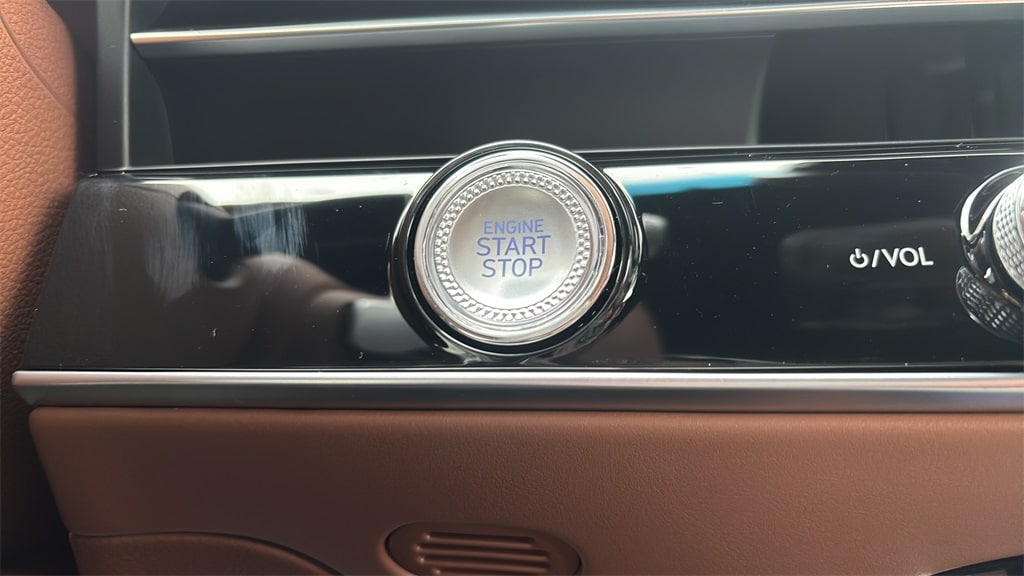 ENGINE
START
STOP
/VOL